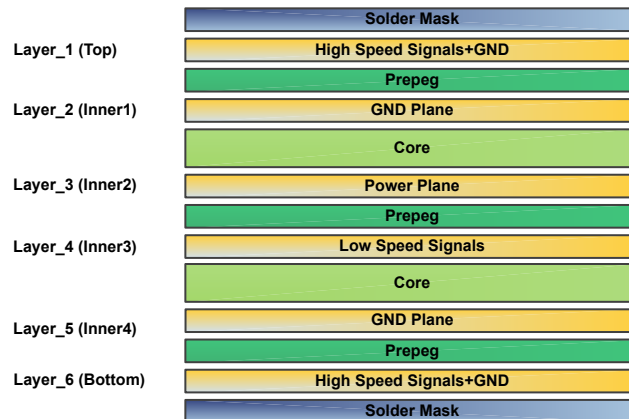 Solder Mask
Layer_1 (Top) High Speed Signals+GND
Prepeg
Layer_2 (Inner1) GND Plane
Core
Layer_3 (Inner2) Power Plane
Prepeg
Layer_4 (Inner3) Low Speed Signals
Core
Layer_5 (Inner4) GND Plane
Prepeg
Layer_6 (Bottom) High Speed Signals+GND
Solder Mask